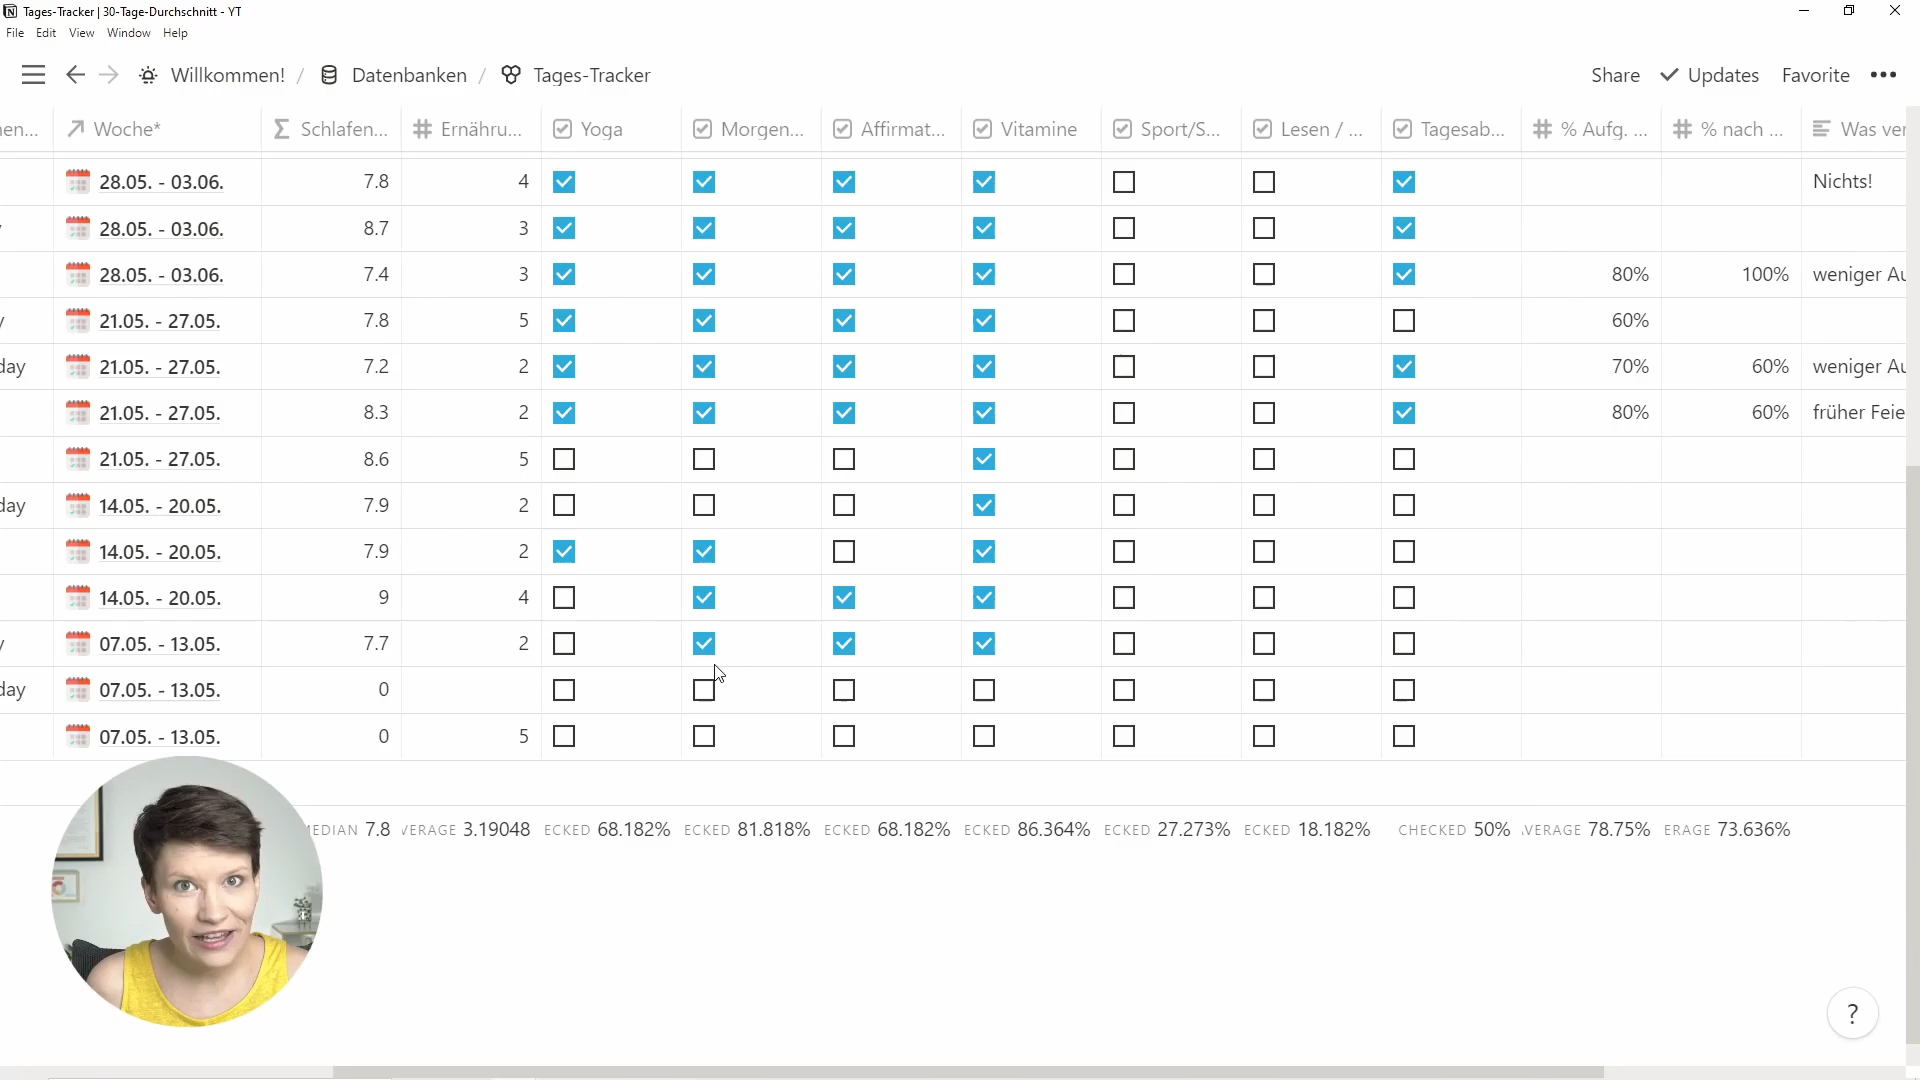 Tages-Tracker | 30-Tage-Durchschnitt - YT
File Edit View Window Help
Willkommen! / Datenbanken / Tages-Tracker
Share Updates Favorite •••
en... Woche* Schlafen... Ernähru... Yoga Morgen... Affirmat... Vitamine Sport/S... Lesen / ... Tagesab... % Aufg. ... % nach ... Was ver
28.05. - 03.06. 7.8 4 Nichts!
28.05. - 03.06. 8.7 3
28.05. - 03.06. 7.4 3 80% 100% weniger Au
y 21.05. - 27.05. 7.8 5 60%
day 21.05. - 27.05. 7.2 2 70% 60% weniger Au
21.05. - 27.05. 8.3 2 80% 60% früher Feie
21.05. - 27.05. 8.6 5
day 14.05. - 20.05. 7.9 2
14.05. - 20.05. 7.9 2
14.05. - 20.05. 9 4
y 07.05. - 13.05. 7.7 2
day 07.05. - 13.05. 0
07.05. - 13.05. 0 5
MEDIAN 7.8 VERAGE 3.19048 ECKED 68.182% ECKED 81.818% ECKED 68.182% ECKED 86.364% ECKED 27.273% ECKED 18.182% CHECKED 50% VERAGE 78.75% ERAGE 73.636%
?